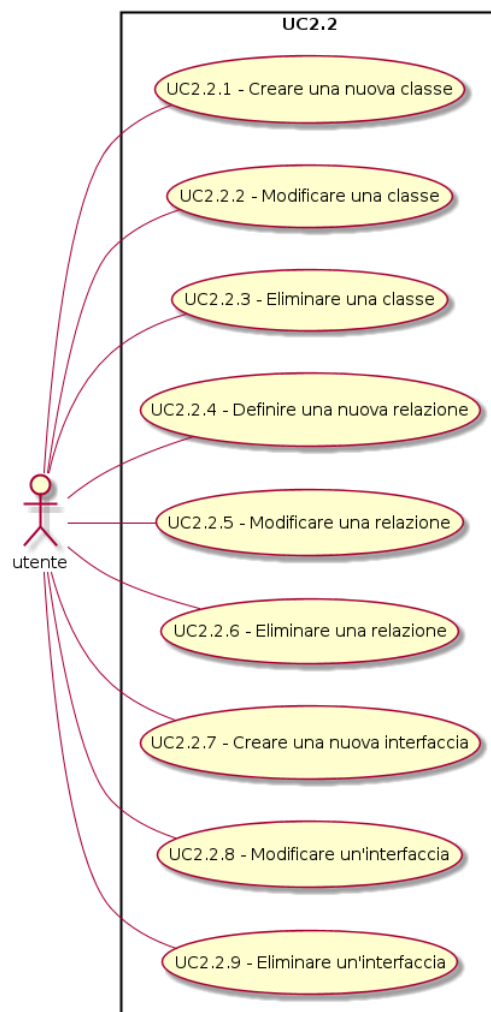 UC2.2
UC2.2.1 - Creare una nuova classe
UC2.2.2 - Modificare una classe
UC2.2.3 - Eliminare una classe
UC2.2.4 - Definire una nuova relazione
UC2.2.5 - Modificare una relazione
utente
UC2.2.6 - Eliminare una relazione
UC2.2.7 - Creare una nuova interfaccia
UC2.2.8 - Modificare un'interfaccia
UC2.2.9 - Eliminare un'interfaccia